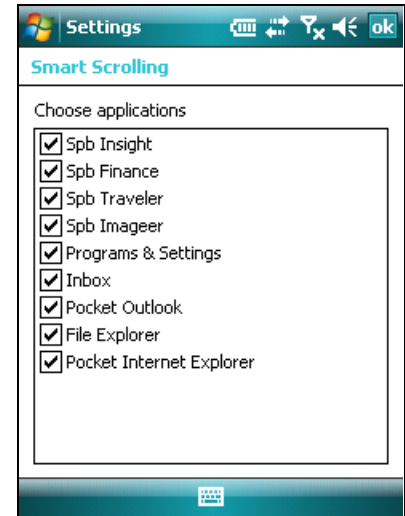 Settings ok
Smart Scrolling
Choose applications
Spb Insight
Spb Finance
Spb Traveler
Spb Imageer
Programs & Settings
Inbox
Pocket Outlook
File Explorer
Pocket Internet Explorer